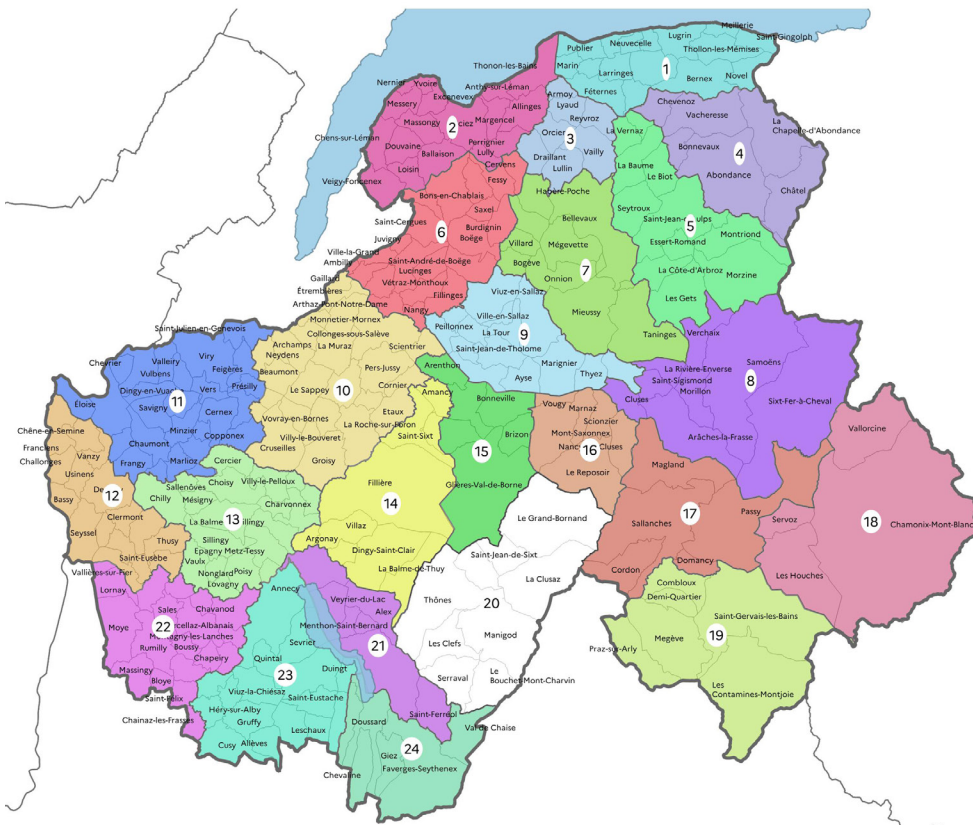 Meillerie
Lugrin
Saint-Gingolph
Publier
Neuvecelle
Thollon-les-Mémises
Marin
1
Larringes
Bernex
Novel
Féternes
Thonon-les-Bains
Nernier
Yvoire
Excenevex
Anthy-sur-Léman
Messery
Allinges
Massongy
Margencel
2
Chens-sur-Léman
Douvaine
Ballaison
Perrignier
Lully
Loisin
Cervens
Veigy-Foncenex
Fessy
Armoy
Lyaud
Reyvroz
Orcier
3
Draillant
Vailly
Lullin
Chevenoz
Vacheresse
La
Chapelle-d'Abondance
Bonnevaux
4
Abondance
Châtel
La Vernaz
La Baume
Le Biot
Seytroux
Saint-Jean-d'Aulps
5
Montriond
Essert-Romand
La Côte-d'Arbroz
Morzine
Les Gets
Bons-en-Chablais
Saxel
Saint-Cergues
Burdignin
Juvigny
6
Boëge
Ville-la-Grand
Ambilly
Saint-André-de-Boëge
Lucinges
Gaillard
Vétraz-Monthoux
Étrembières
Fillinges
Arthaz-Pont-Notre-Dame
Nangy
Habère-Poche
Bellevaux
Villard
Mégevette
Bogève
7
Onnion
Mieussy
Taninges
Verchaix
La Rivière-Enverse
Samoëns
Saint-Sigismond
8
Morillon
Cluses
Sixt-Fer-à-Cheval
Arâches-la-Frasse
Viuz-en-Sallaz
Ville-en-Sallaz
Peillonnex
La Tour
9
Saint-Jean-de-Tholome
Marignier
Ayse
Thyez
Monnetier-Mornex
Collonges-sous-Salève
La Muraz
Scientrier
Archamps
Neydens
Pers-Jussy
Beaumont
Cornier
Le Sappey
10
Etaux
Vovray-en-Bornes
La Roche-sur-Foron
Villy-le-Bouveret
Cruseilles
Groisy
Saint-Julien-en-Genevois
Chevrier
Valleiry
Viry
Vulbens
Feigères
Dingy-en-Vuache
Vers
Présilly
11
Eloise
Savigny
Cernex
Minzier
Copponex
Chaumont
Frangy
Marlioz
Chêne-en-Semine
Franclens
Challonges
Vanzy
Usinens
12
Bassy
Clermont
Seyssel
Thusy
Saint-Eusèbe
Cercier
Sallenôves
Choisy
Villy-le-Pelloux
Chilly
Mésigny
Charvonnex
13
La Balme de Sillingy
Sillingy
Epagny Metz-Tessy
Vaulx
Nonglard
Poisy
Lovagny
Arenthon
Amancy
Saint-Sixt
Fillière
14
Villaz
Argonay
Dingy-Saint-Clair
La Balme-de-Thuy
Bonneville
Brizon
15
Glières-Val-de-Borne
Vougy
Marnaz
Scionzier
Mont-Saxonnex
16
Nancy-sur-Cluses
Le Reposoir
Magland
Sallanches
17
Passy
Cordon
Domancy
Vallorcine
Servoz
18
Chamonix-Mont-Blanc
Les Houches
Combloux
Demi-Quartier
Saint-Gervais-les-Bains
19
Megève
Praz-sur-Arly
Les
Contamines-Montjoie
Le Grand-Bornand
Saint-Jean-de-Sixt
La Clusaz
Thônes
20
Manigod
Les Clefs
Serraval
Le
Bouchet-Mont-Charvin
Veyrier-du-Lac
Alex
Menthon-Saint-Bernard
21
Saint-Ferréol
Vallières-sur-Fier
Lornay
Sales
Chavanod
22
Marcellaz-Albanais
Moye
Montagny-les-Lanches
Rumilly
Boussy
Chapeiry
Massingy
Bloye
Saint-Félix
Chainaz-les-Frasses
Annecy
Sevrier
Quintal
Duingt
23
Viuz-la-Chiésaz
Saint-Eustache
Héry-sur-Alby
Gruffy
Leschaux
Cusy
Allèves
Doussard
Val de Chaise
Giez
24
Faverges-Seythenex
Chevaline